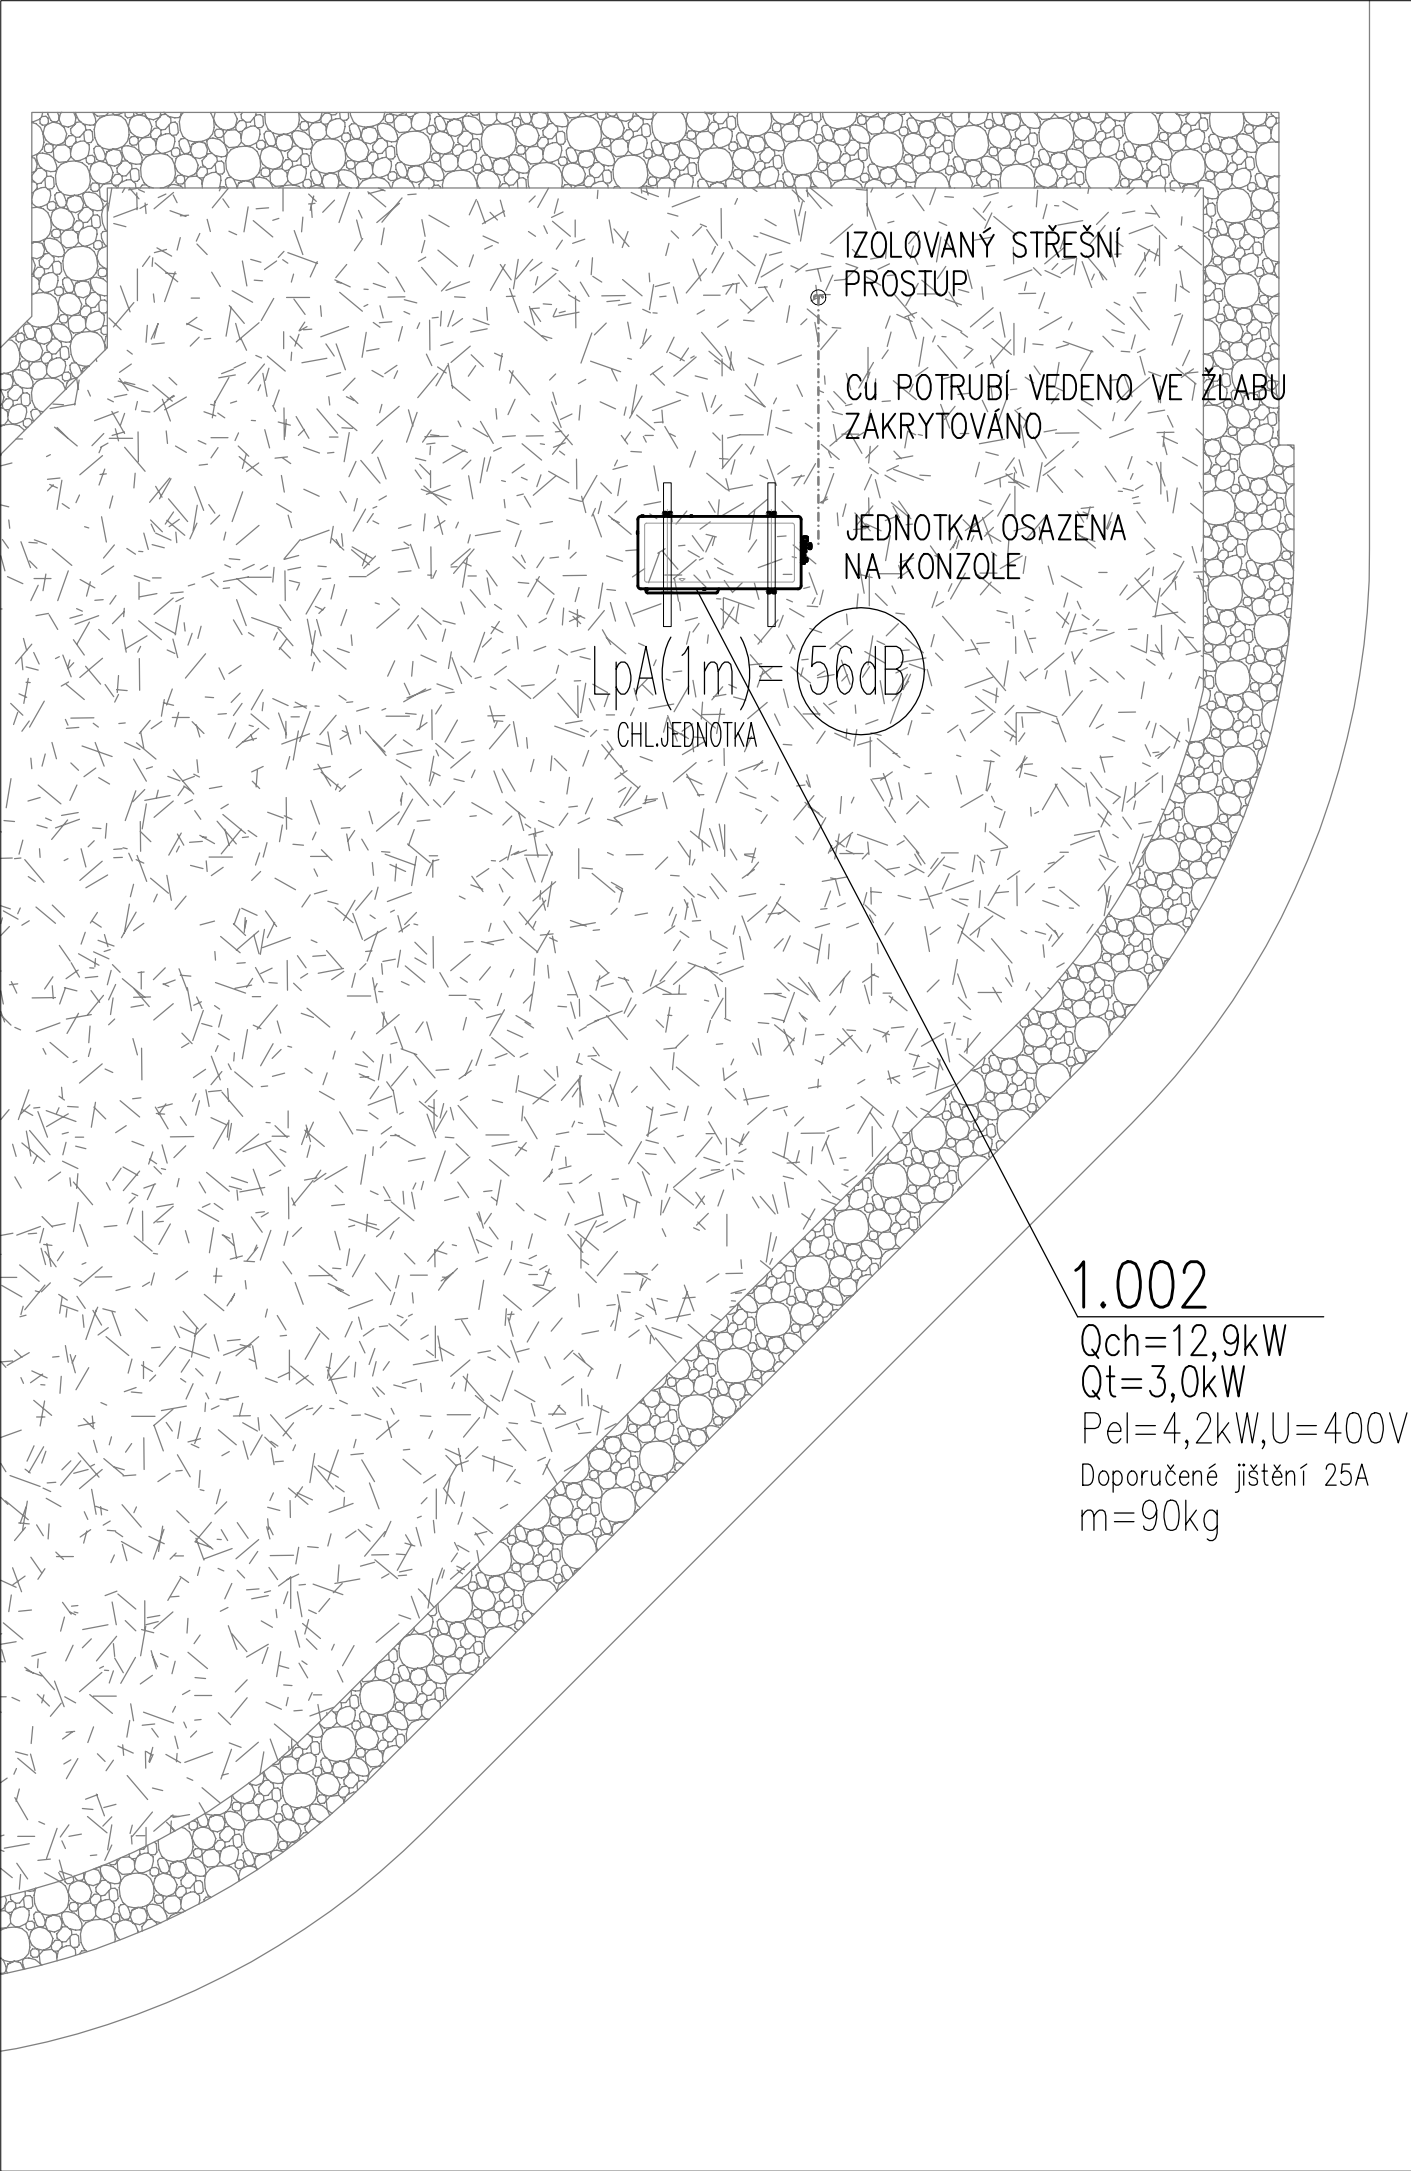 IZOLOVANÝ STŘEŠNÍ
PROSTUP
Cu POTRUBÍ VEDENO VE ŽLABU
ZAKRYTOVÁNO
JEDNOTKA OSAZENA
NA KONZOLE
LpA(1m)= 56dB
CHL.JEDNOTKA
1.002
Qch=12,9kW
Qt=3,0kW
Pel=4,2kW,U=400V
Doporučené jištění 25A
m=90kg